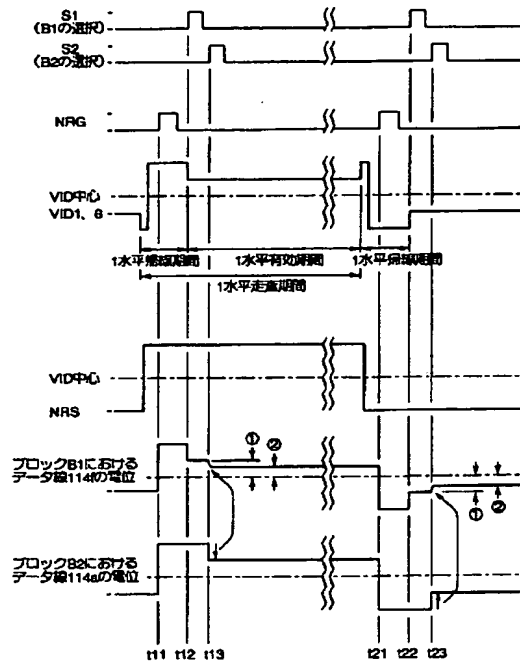 S1
(B1の選択)
S2
(B2の選択)
NRG
VID中心
VID1、6
1水平帰線期間 1水平有効期間 1水平帰線期間
1水平走査期間
VID中心
NRS
① ②
ブロックB1における
データ線114fの電位
① ②
ブロックB2における
データ線114aの電位
t11 t12 t13 t21 t22 t23